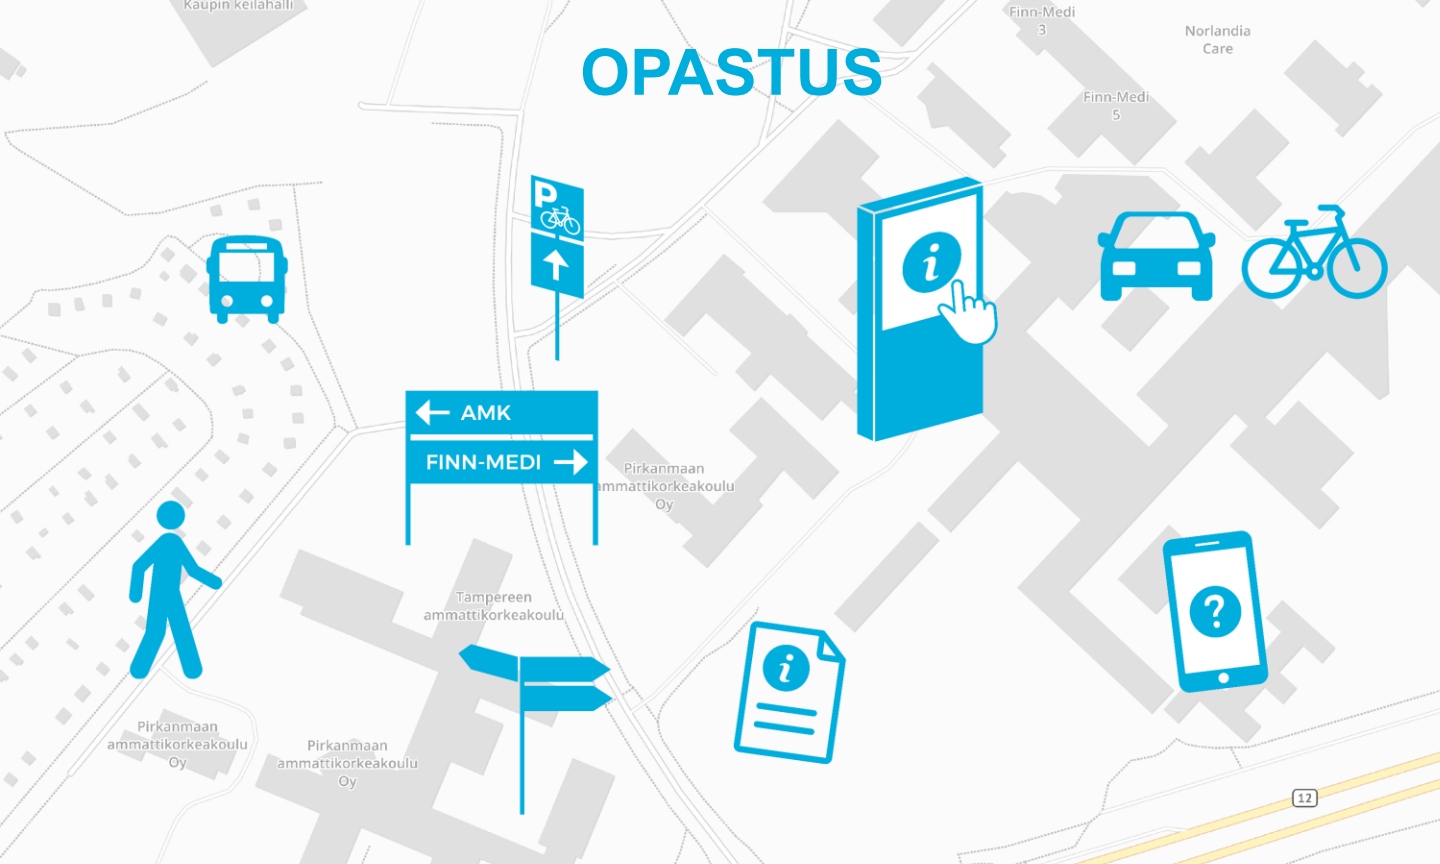 Kaupin keilahalli
Finn-Medi
3
Norlandia
Care
OPASTUS
Finn-Medi
5
P
i
← AMK
FINN-MEDI →
Pirkanmaan
ammattikorkeakoulu
Oy
Tampereen
ammattikorkeakoulu
?
i
Pirkanmaan
ammattikorkeakoulu
Oy
Pirkanmaan
ammattikorkeakoulu
Oy
12